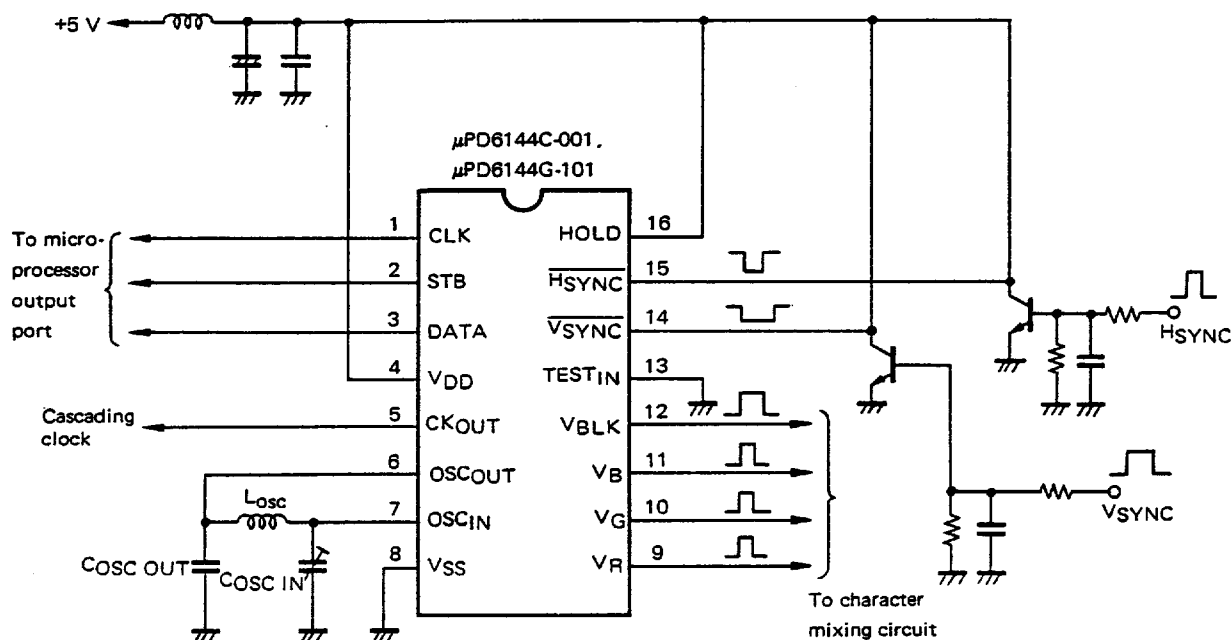 +5 V
μPD6144C-001,
μPD6144G-101
To micro-
processor
output
port
1 CLK
2 STB
3 DATA
4 VDD
Cascading
clock
5 CKOUT
6 OSCOUT
Losc
7 OSCIN
8 VSS
COSC OUT
COSC IN
HOLD 16
HSYNC 15
VSYNC 14
TESTIN 13
VBLK 12
VB 11
VG 10
VR 9
HSYNC
VSYNC
To character
mixing circuit